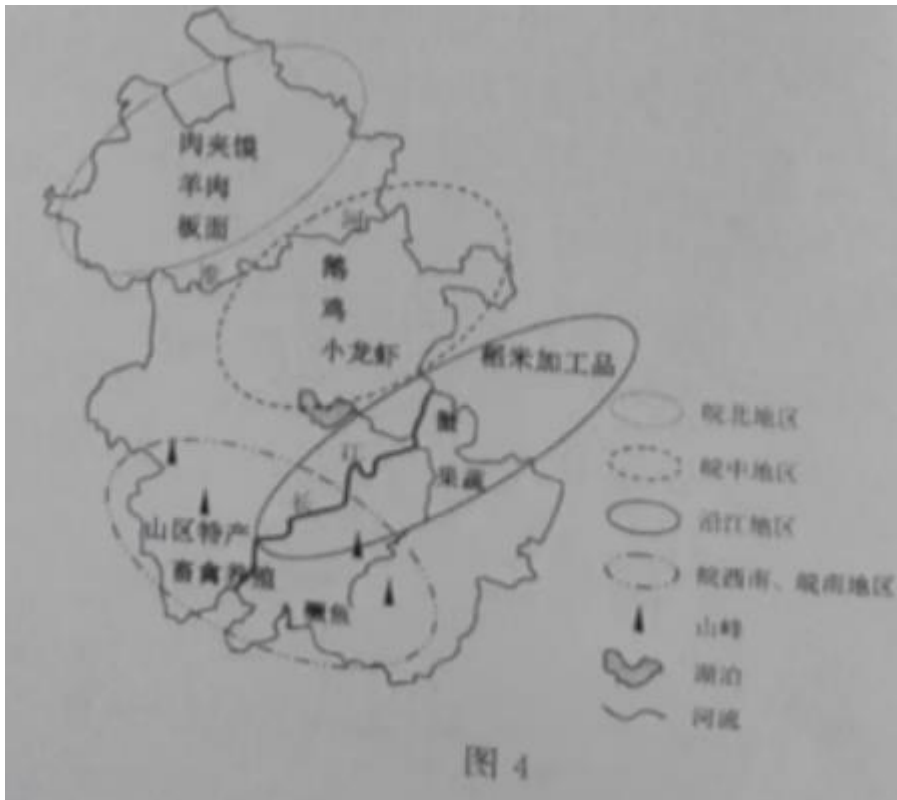 肉夹馍
羊肉
板面
淮
河
鹅
鸡
小龙虾
稻米加工品
蟹
果蔬
长
江
山区特产
畜禽养殖
鳜鱼
皖北地区
皖中地区
沿江地区
皖西南、皖南地区
山峰
湖泊
河流
图 4